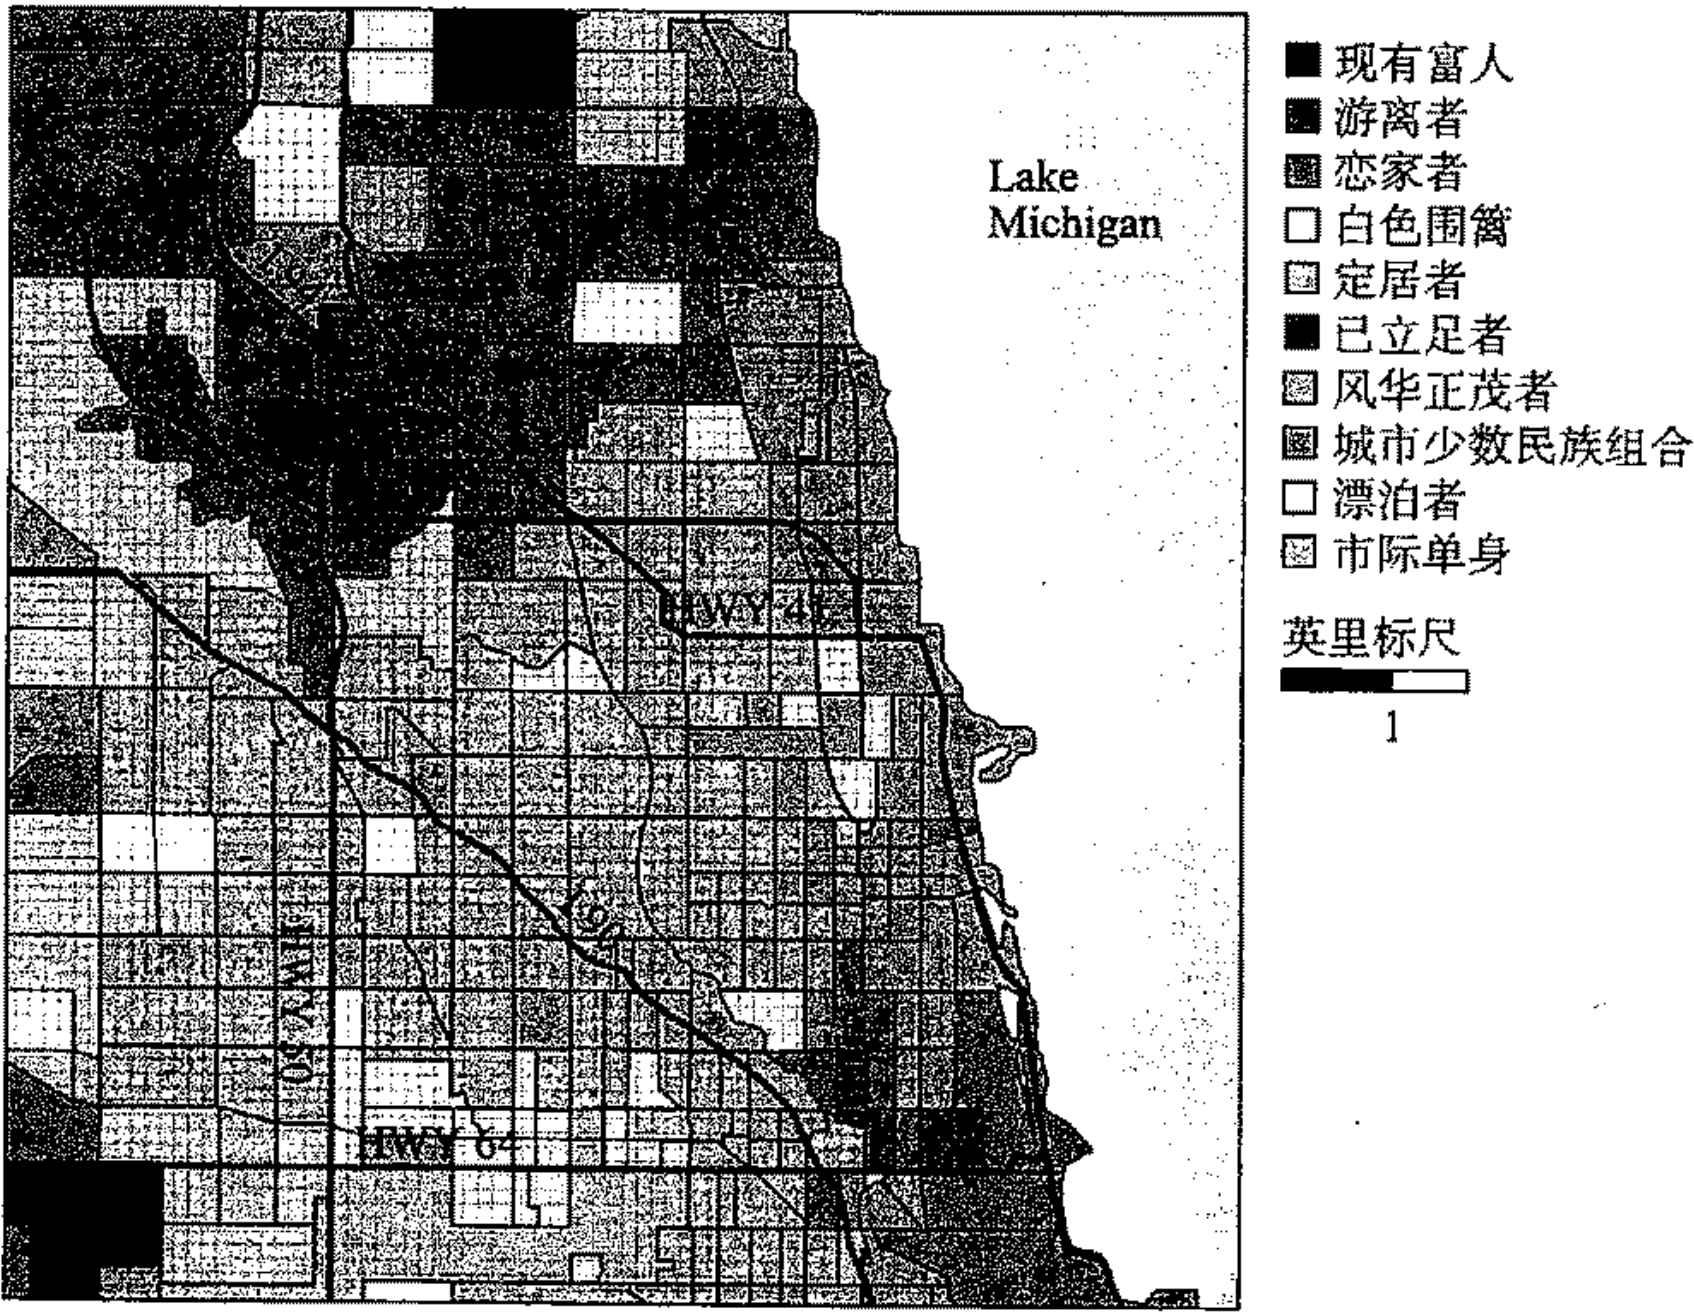 Lake
Michigan
HWY 41
HWY 50
HWY 64
现有富人
游离者
恋家者
白色围篱
定居者
已立足者
风华正茂者
城市少数民族组合
漂泊者
市际单身
英里标尺
1